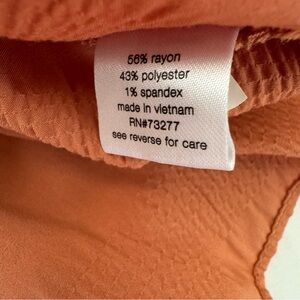 56% rayon
43% polyester
1% spandex
made in vietnam
RN#73277
see reverse for care